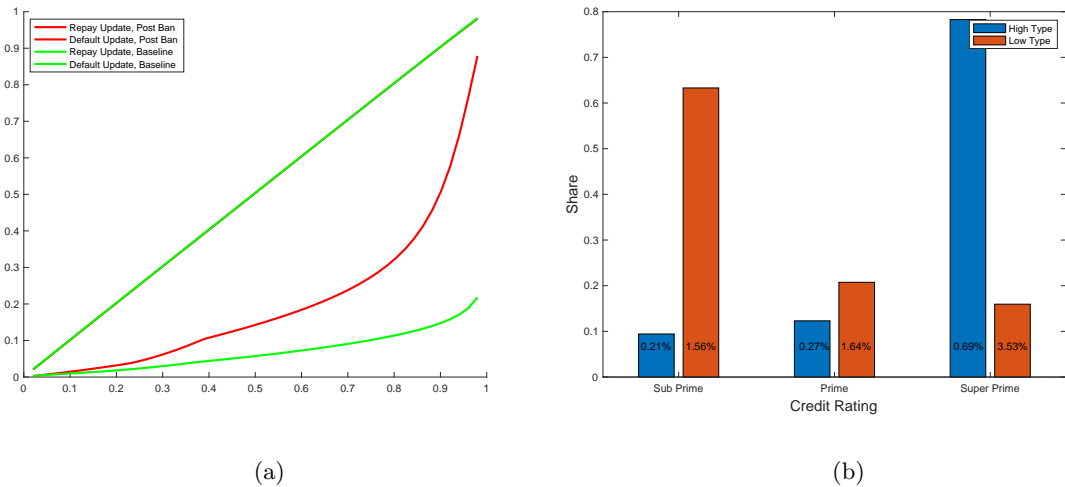 Repay Update, Post Ban
Default Update, Post Ban
Repay Update, Baseline
Default Update, Baseline
1
0.9
0.8
0.7
0.6
0.5
0.4
0.3
0.2
0.1
0
0 0.1 0.2 0.3 0.4 0.5 0.6 0.7 0.8 0.9 1
(a)
High Type
Low Type
0.8
0.7
0.6
0.5
0.4
0.3
0.2
0.1
0
Share
0.21% 1.56% 0.27% 1.64% 0.69% 3.53%
Sub Prime Prime Super Prime
Credit Rating
(b)